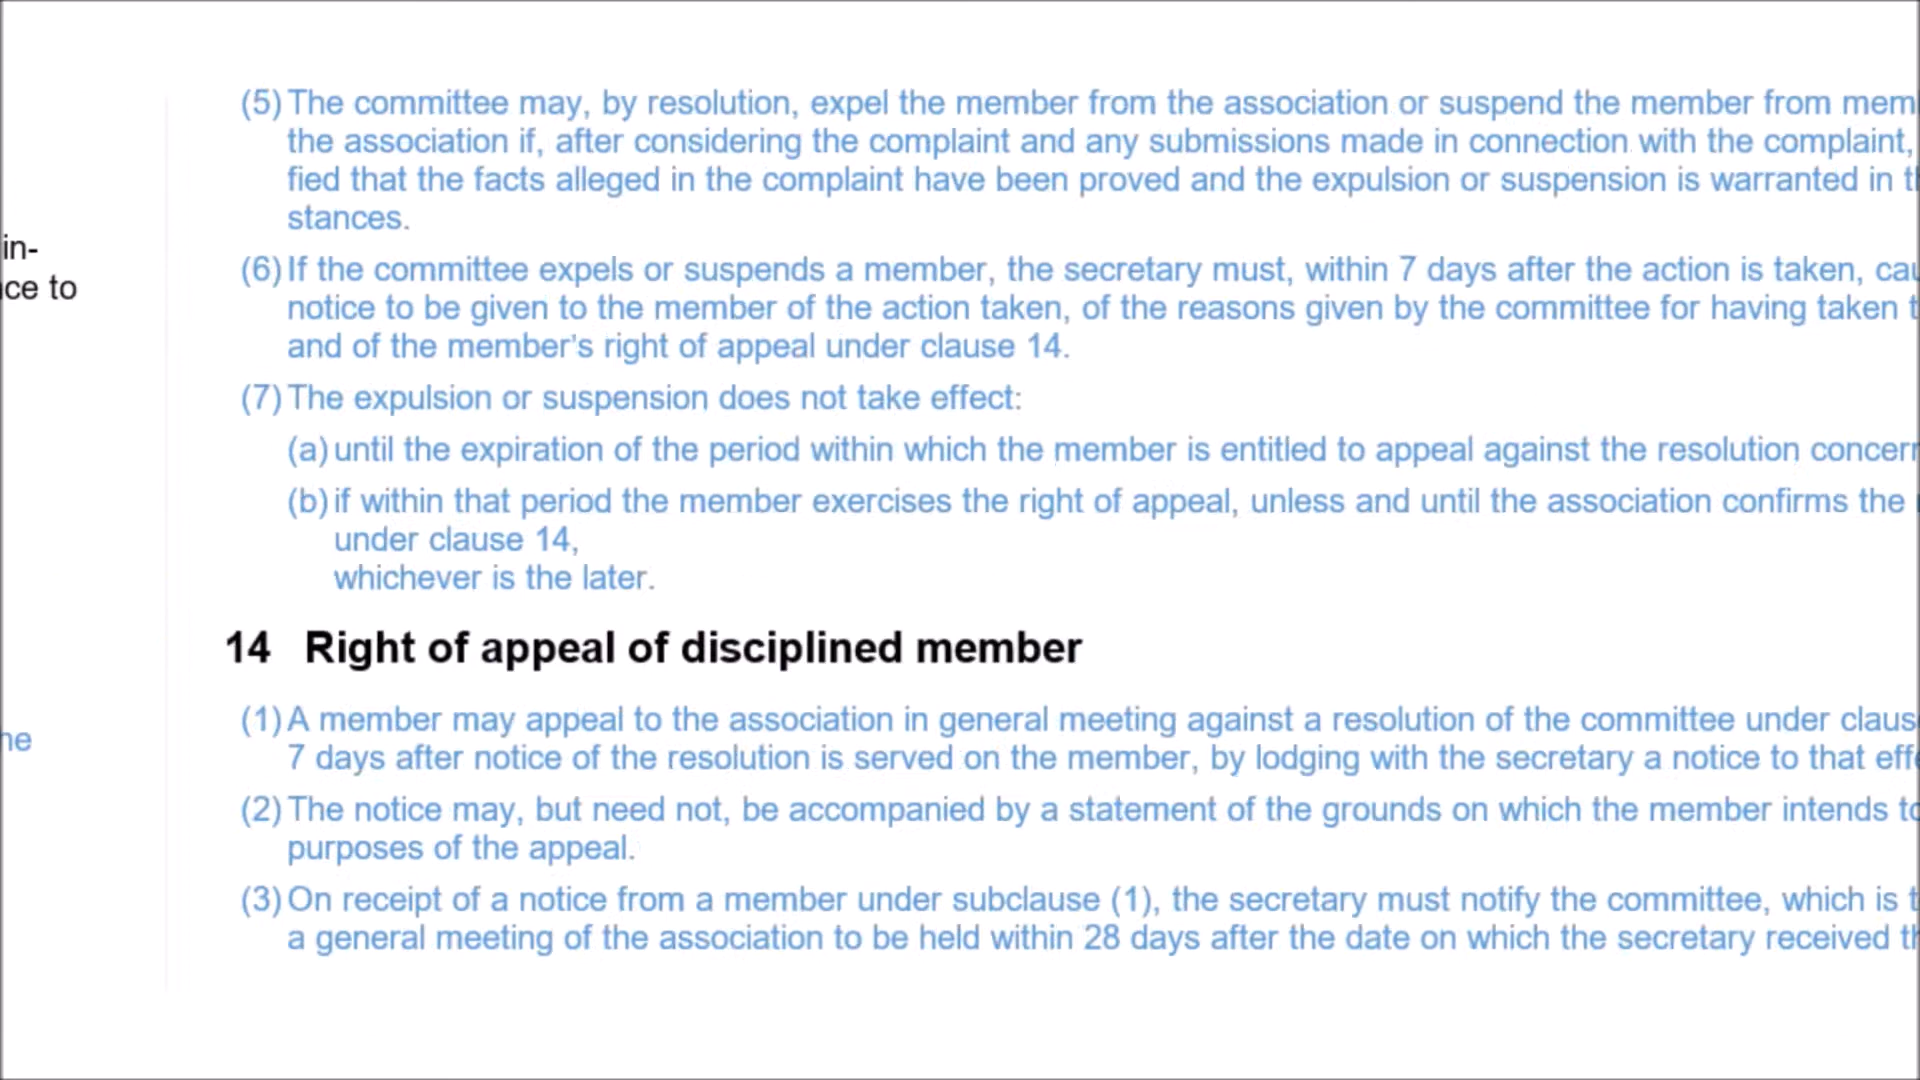 in-
ce to
he
(5) The committee may, by resolution, expel the member from the association or suspend the member from mem
the association if, after considering the complaint and any submissions made in connection with the complaint,
fied that the facts alleged in the complaint have been proved and the expulsion or suspension is warranted in th
stances.
(6) If the committee expels or suspends a member, the secretary must, within 7 days after the action is taken, cau
notice to be given to the member of the action taken, of the reasons given by the committee for having taken t
and of the member's right of appeal under clause 14.
(7) The expulsion or suspension does not take effect:
(a) until the expiration of the period within which the member is entitled to appeal against the resolution concern
(b) if within that period the member exercises the right of appeal, unless and until the association confirms the
under clause 14,
whichever is the later.
14 Right of appeal of disciplined member
(1) A member may appeal to the association in general meeting against a resolution of the committee under claus
7 days after notice of the resolution is served on the member, by lodging with the secretary a notice to that effe
(2) The notice may, but need not, be accompanied by a statement of the grounds on which the member intends to
purposes of the appeal.
(3) On receipt of a notice from a member under subclause (1), the secretary must notify the committee, which is t
a general meeting of the association to be held within 28 days after the date on which the secretary received th